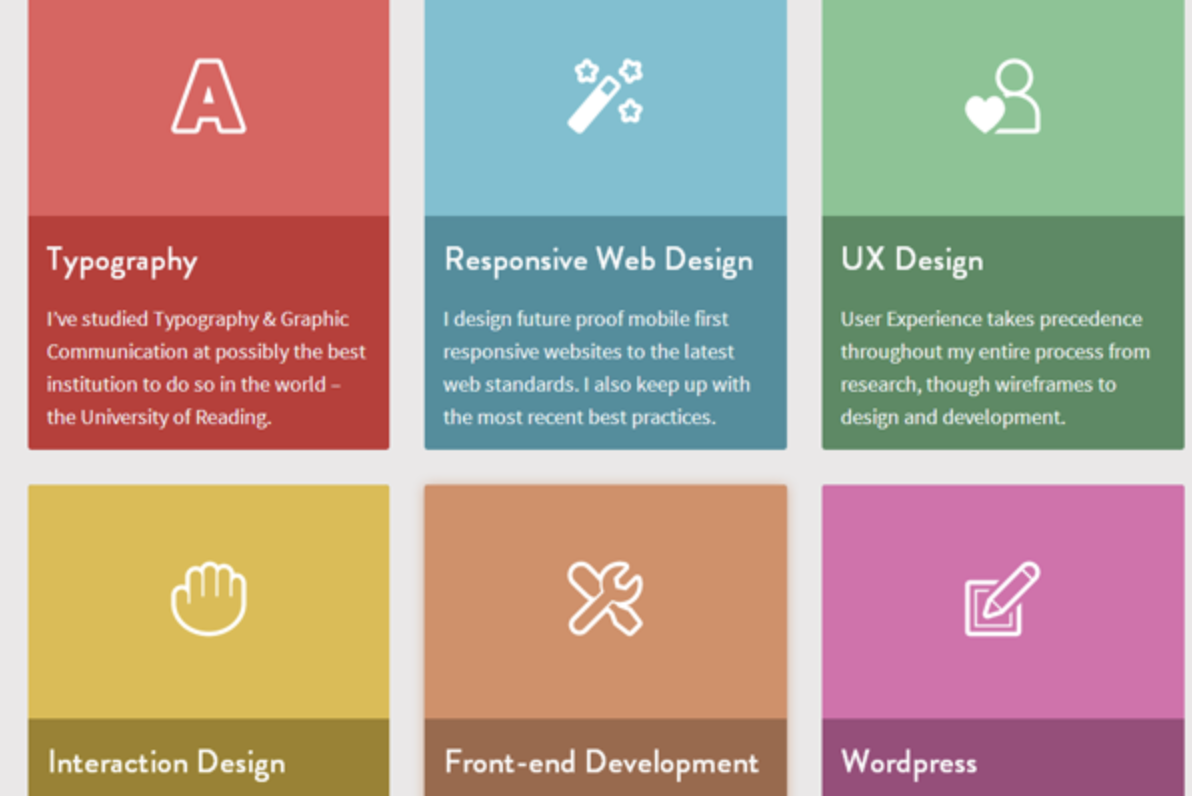 A
Typography
I've studied Typography & Graphic
Communication at possibly the best
institution to do so in the world –
the University of Reading.
Responsive Web Design
I design future proof mobile first
responsive websites to the latest
web standards. I also keep up with
the most recent best practices.
UX Design
User Experience takes precedence
throughout my entire process from
research, though wireframes to
design and development.
Interaction Design
Front-end Development
Wordpress